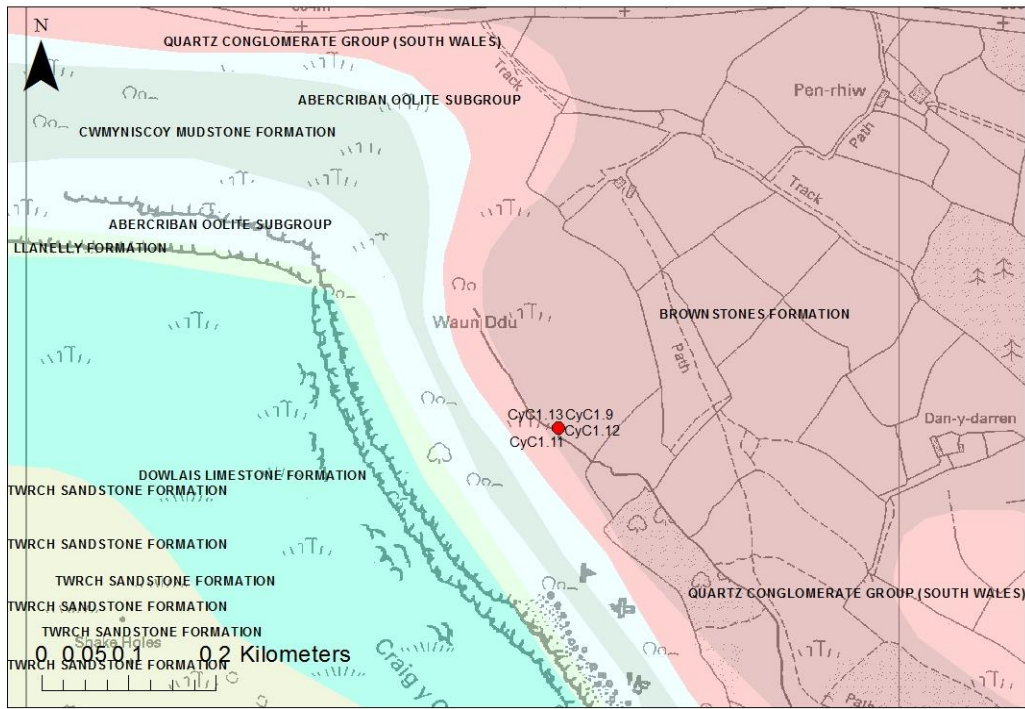 N
QUARTZ CONGLOMERATE GROUP (SOUTH WALES)
Track
Pen-rhiw
ABERCRIBAN OOLITE SUBGROUP
CWMYNISCOY MUDSTONE FORMATION
Path
Track
ABERCRIBAN OOLITE SUBGROUP
LLANELLY FORMATION
Waun Ddu
BROWNSTONES FORMATION
Path
CyC1.13 CyC1.9
CyC1.12
CyC1.11
Dan-y-darren
DOWLAIS LIMESTONE FORMATION
TWRCH SANDSTONE FORMATION
TWRCH SANDSTONE FORMATION
TWRCH SANDSTONE FORMATION
QUARTZ CONGLOMERATE GROUP (SOUTH WALES)
TWRCH SANDSTONE FORMATION
TWRCH SANDSTONE FORMATION
Shake Holes
0 0.05 0.1 0.2 Kilometers
TWRCH SANDSTONE FORMATION
Craig y
Path